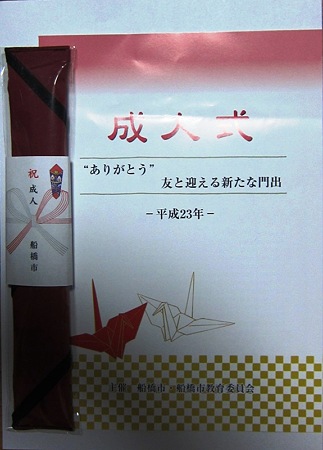 成人式
“ありがとう”
友と迎える新たな門出
－平成23年－
主催 船橋市 船橋市教育委員会
祝成人
船橋市